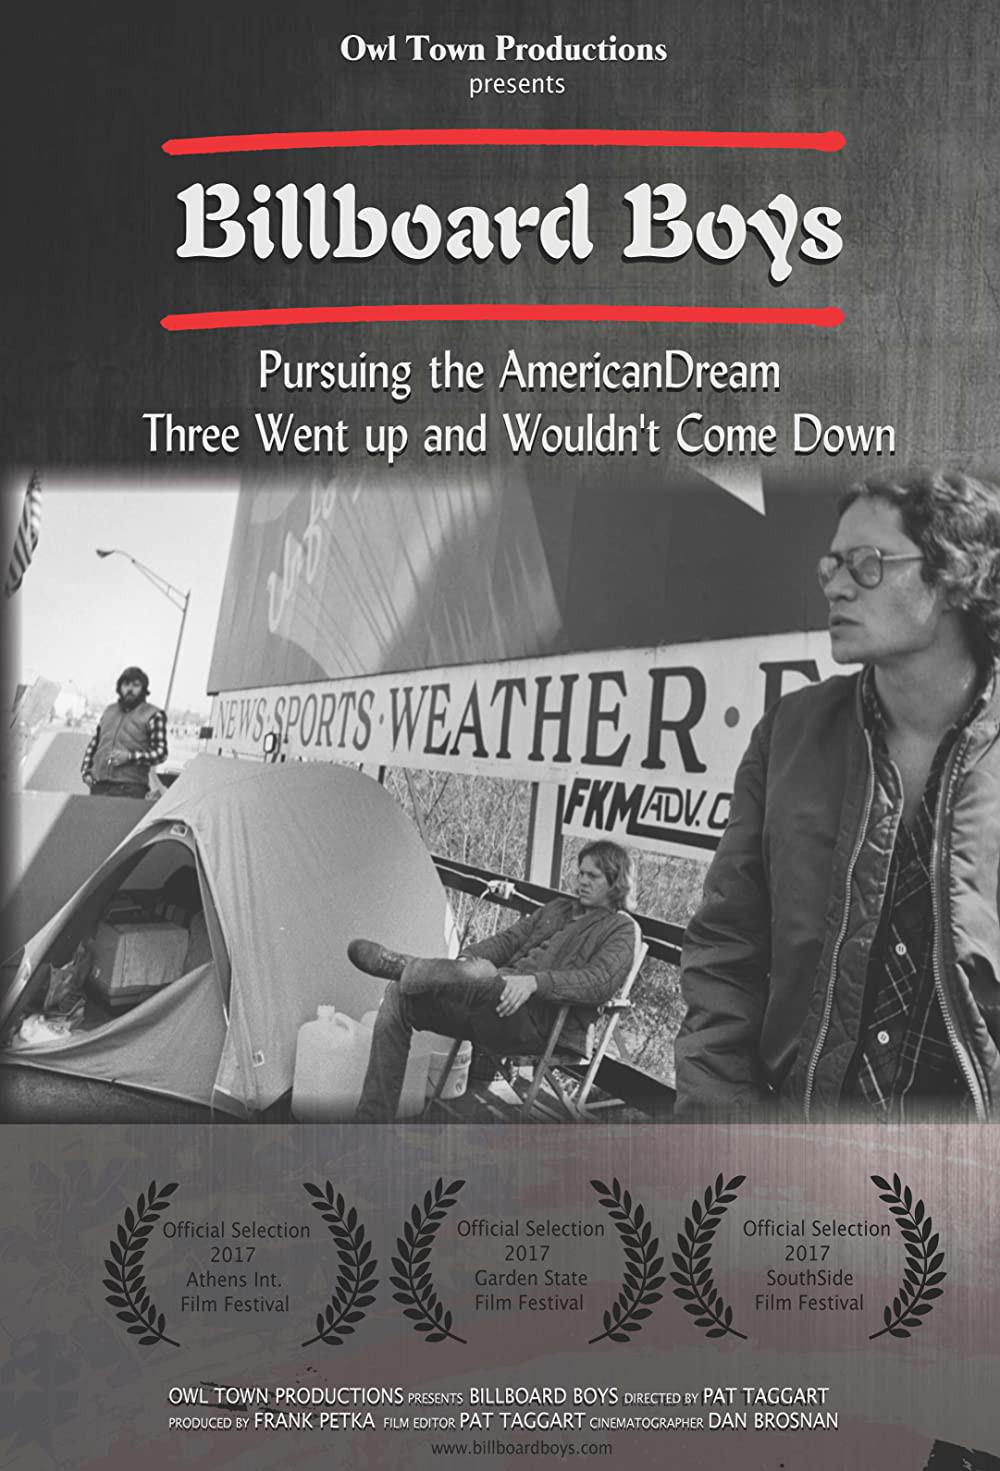 Owl Town Productions
presents
Billboard Boys
Pursuing the AmericanDream
Three Went up and Wouldn't Come Down
NEWS·SPORTS·WEATHER·
FKM ADV.
Official Selection
2017
Athens Int.
Film Festival
Official Selection
2017
Garden State
Film Festival
Official Selection
2017
SouthSide
Film Festival
OWL TOWN PRODUCTIONS PRESENTS BILLBOARD BOYS DIRECTED BY PAT TAGGART
PRODUCED BY FRANK PETKA FILM EDITOR PAT TAGGART CINEMATOGRAPHER DAN BROSNAN
www.billboardboys.com